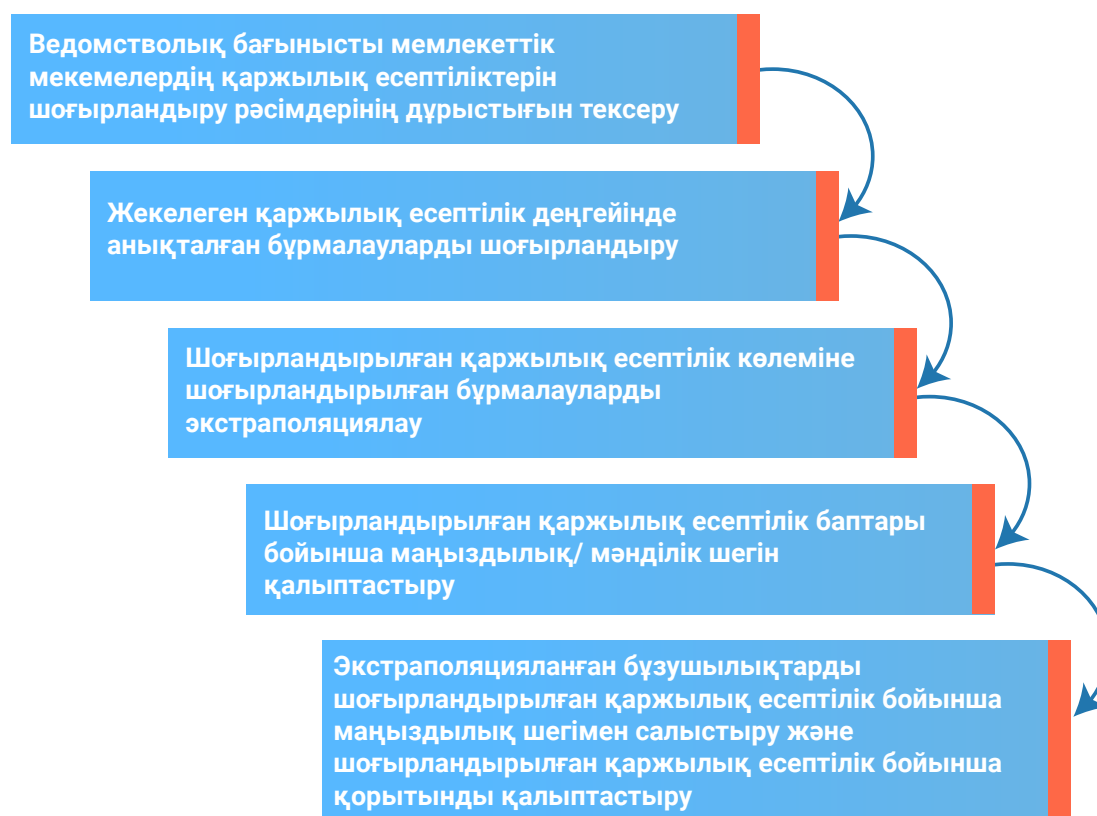 Ведомстволық бағынысты мемлекеттік
мекемелердің қаржылық есептіліктерін
шоғырландыру рәсімдерінің дұрыстығын тексеру
Жекелеген қаржылық есептілік деңгейінде
анықталған бұрмалауларды шоғырландыру
Шоғырландырылған қаржылық есептілік көлеміне
шоғырландырылған бұрмалауларды
экстраполяциялау
Шоғырландырылған қаржылық есептілік баптары
бойынша маңыздылық/ мәнділік шегін
қалыптастыру
Экстраполяцияланған бұзушылықтарды
шоғырландырылған қаржылық есептілік бойынша
маңыздылық шегімен салыстыру және
шоғырландырылған қаржылық есептілік бойынша
қорытынды қалыптастыру